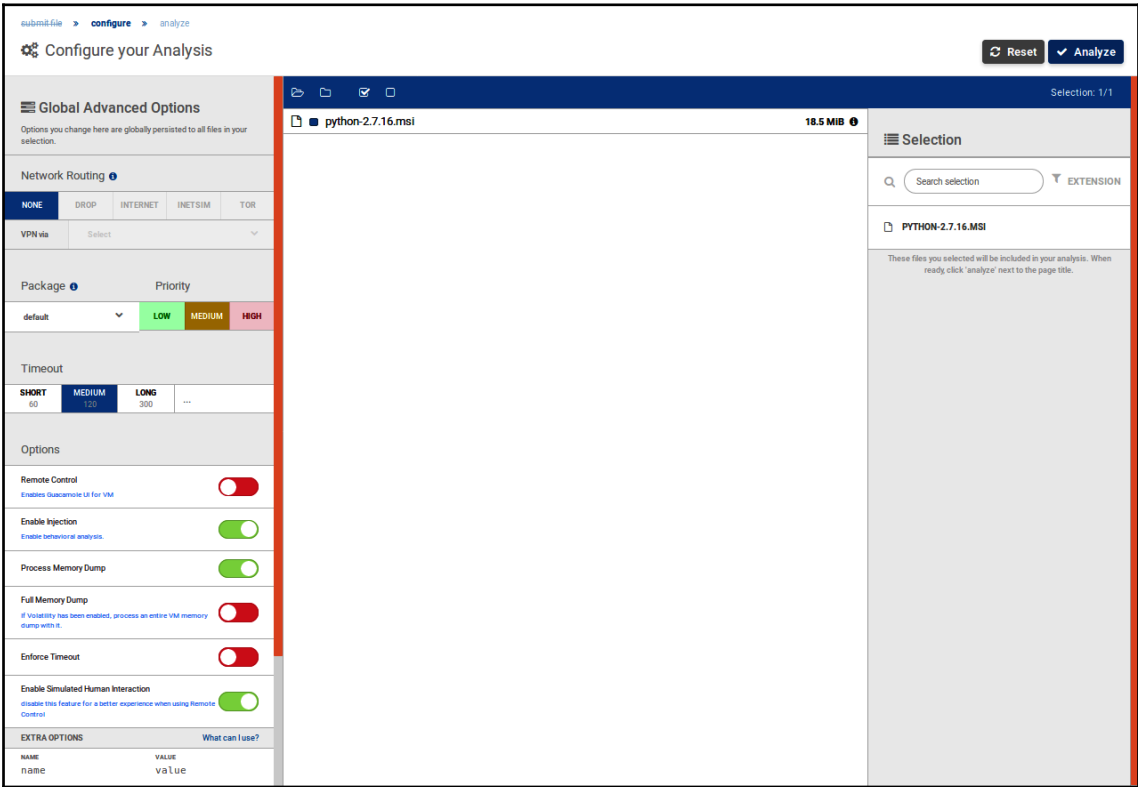 submit file » configure » analyze
Configure your Analysis
Reset
Analyze
Global Advanced Options
Options you change here are globally persisted to all files in your
selection.
Network Routing
NONE DROP INTERNET INETSIM TOR
VPN via Select
Package Priority
default LOW MEDIUM HIGH
Timeout
SHORT MEDIUM LONG
60 120 300 ...
Options
Remote Control
Enables Guacamole UI for VM
Enable Injection
Enable behavioral analysis.
Process Memory Dump
Full Memory Dump
If Volatility has been enabled, process an entire VM memory
dump with it.
Enforce Timeout
Enable Simulated Human Interaction
disable this feature for a better experience when using Remote
Control
EXTRA OPTIONS What can I use?
NAME VALUE
name value
Selection: 1/1
python-2.7.16.msi 18.5 MiB
Selection
Search selection EXTENSION
PYTHON-2.7.16.MSI
These files you selected will be included in your analysis. When
ready, click 'analyze' next to the page title.